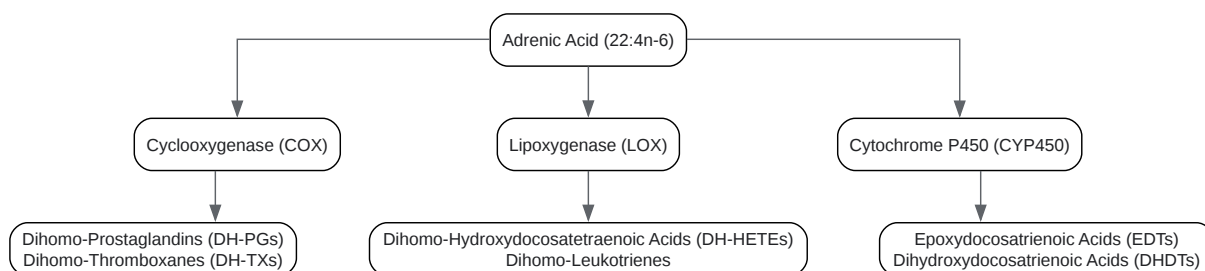 Adrenic Acid (22:4n-6)
Cyclooxygenase (COX)
Lipoxygenase (LOX)
Cytochrome P450 (CYP450)
Dihomo-Prostaglandins (DH-PGs)
Dihomo-Thromboxanes (DH-TXs)
Dihomo-Hydroxydocosatetraenoic Acids (DH-HETEs)
Dihomo-Leukotrienes
Epoxydocosatrienoic Acids (EDTs)
Dihydroxydocosatrienoic Acids (DHDTs)